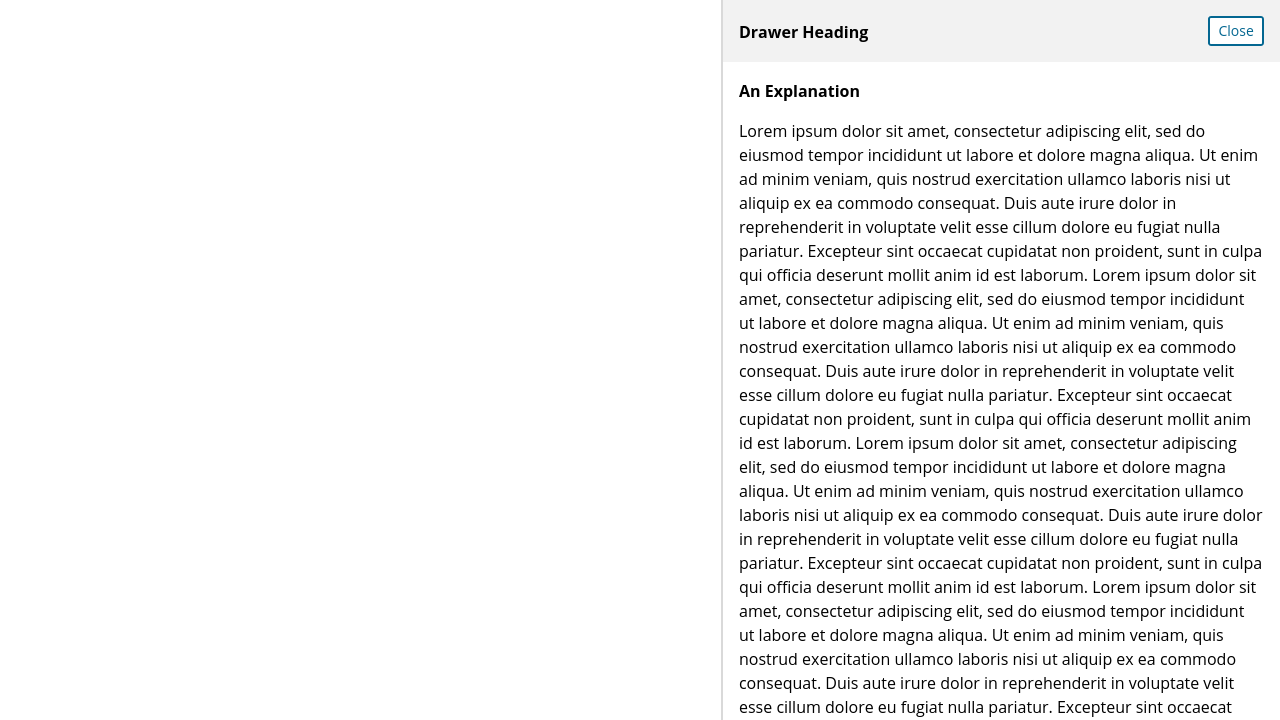 Drawer Heading
Close
An Explanation
Lorem ipsum dolor sit amet, consectetur adipiscing elit, sed do
eiusmod tempor incididunt ut labore et dolore magna aliqua. Ut enim
ad minim veniam, quis nostrud exercitation ullamco laboris nisi ut
aliquip ex ea commodo consequat. Duis aute irure dolor in
reprehenderit in voluptate velit esse cillum dolore eu fugiat nulla
pariatur. Excepteur sint occaecat cupidatat non proident, sunt in culpa
qui officia deserunt mollit anim id est laborum. Lorem ipsum dolor sit
amet, consectetur adipiscing elit, sed do eiusmod tempor incididunt
ut labore et dolore magna aliqua. Ut enim ad minim veniam, quis
nostrud exercitation ullamco laboris nisi ut aliquip ex ea commodo
consequat. Duis aute irure dolor in reprehenderit in voluptate velit
esse cillum dolore eu fugiat nulla pariatur. Excepteur sint occaecat
cupidatat non proident, sunt in culpa qui officia deserunt mollit anim
id est laborum. Lorem ipsum dolor sit amet, consectetur adipiscing
elit, sed do eiusmod tempor incididunt ut labore et dolore magna
aliqua. Ut enim ad minim veniam, quis nostrud exercitation ullamco
laboris nisi ut aliquip ex ea commodo consequat. Duis aute irure dolor
in reprehenderit in voluptate velit esse cillum dolore eu fugiat nulla
pariatur. Excepteur sint occaecat cupidatat non proident, sunt in culpa
qui officia deserunt mollit anim id est laborum. Lorem ipsum dolor sit
amet, consectetur adipiscing elit, sed do eiusmod tempor incididunt
ut labore et dolore magna aliqua. Ut enim ad minim veniam, quis
nostrud exercitation ullamco laboris nisi ut aliquip ex ea commodo
consequat. Duis aute irure dolor in reprehenderit in voluptate velit
esse cillum dolore eu fugiat nulla pariatur. Excepteur sint occaecat